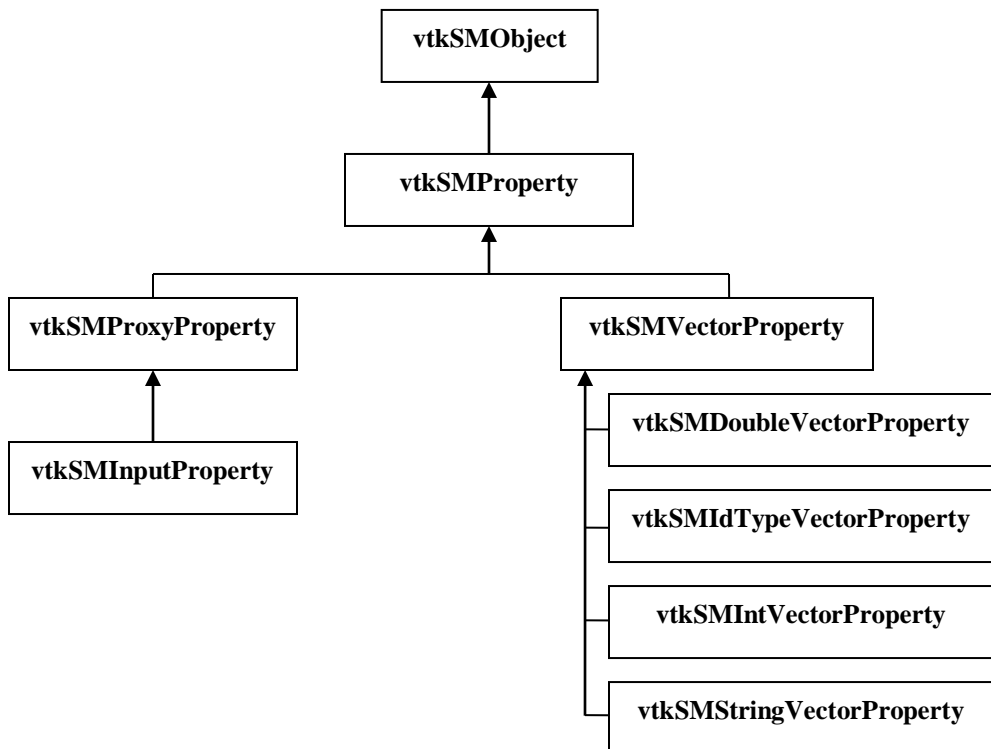 vtkSMObject
vtkSMProperty
vtkSMProxyProperty
vtkSMVectorProperty
vtkSMDoubleVectorProperty
vtkSMInputProperty
vtkSMIdTypeVectorProperty
vtkSMIntVectorProperty
vtkSMStringVectorProperty